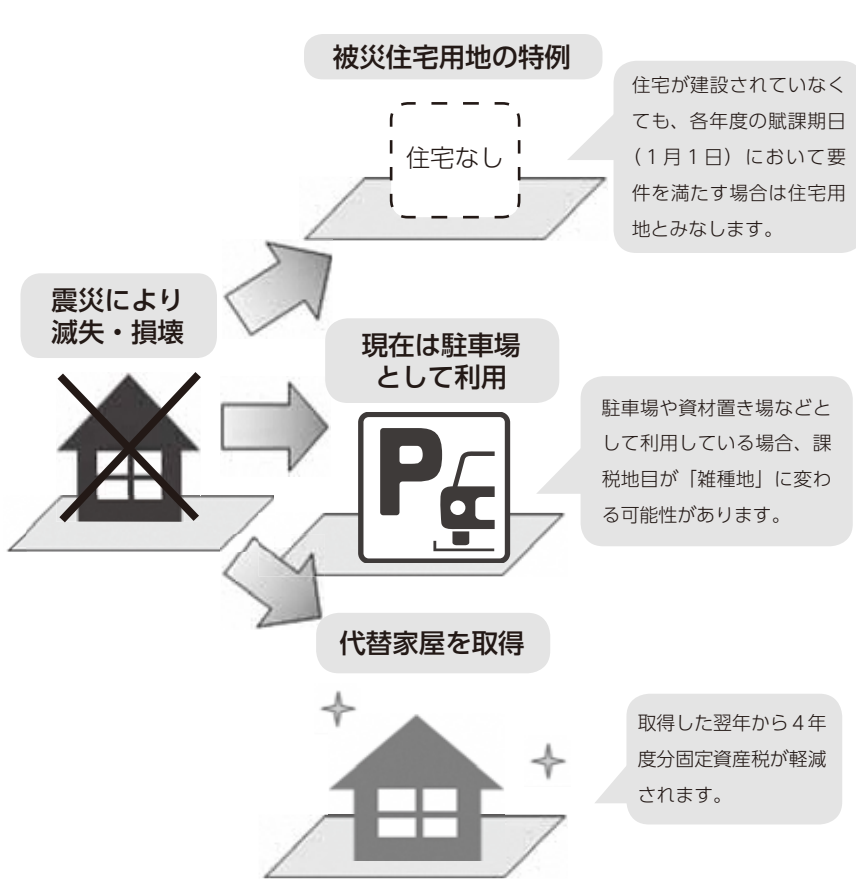 被災住宅用地の特例
住宅なし
住宅が建設されていなく
ても、各年度の賦課期日
（１月１日）において要
件を満たす場合は住宅用
地とみなします。
震災により
滅失・損壊
現在は駐車場
として利用
P
駐車場や資材置き場などと
して利用している場合、課
税地目が「雑種地」に変わ
る可能性があります。
代替家屋を取得
取得した翌年から４年
度分固定資産税が軽減
されます。